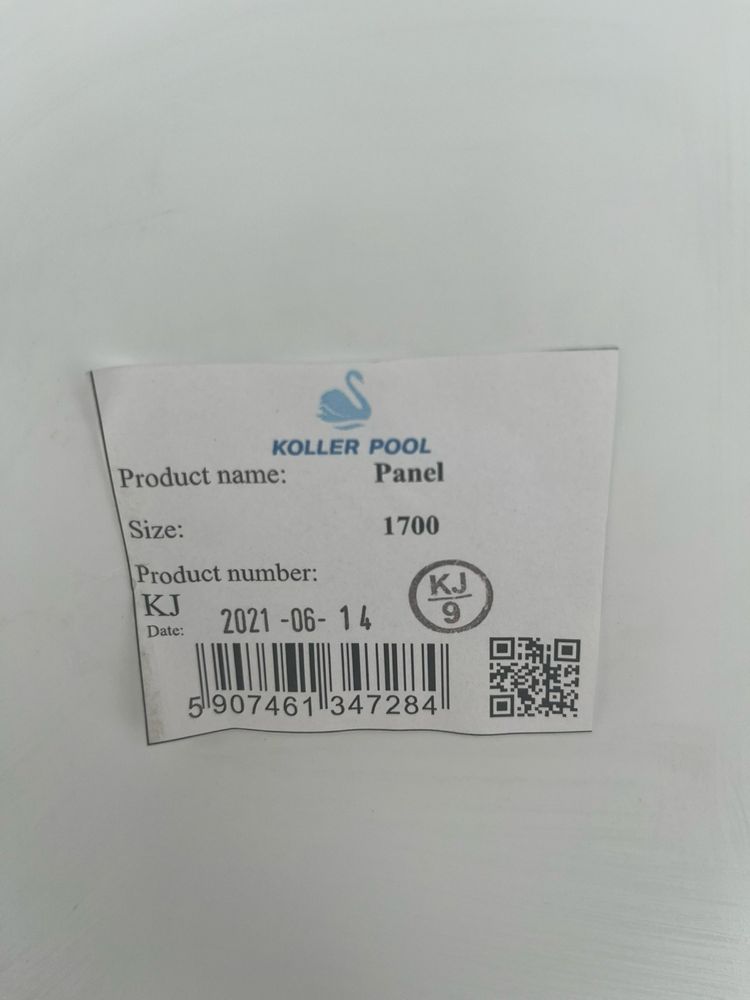 KOLLER POOL
Product name: Panel
Size: 1700
Product number:
KJ
KJ
9
Date: 2021-06-14
5 907461 347284